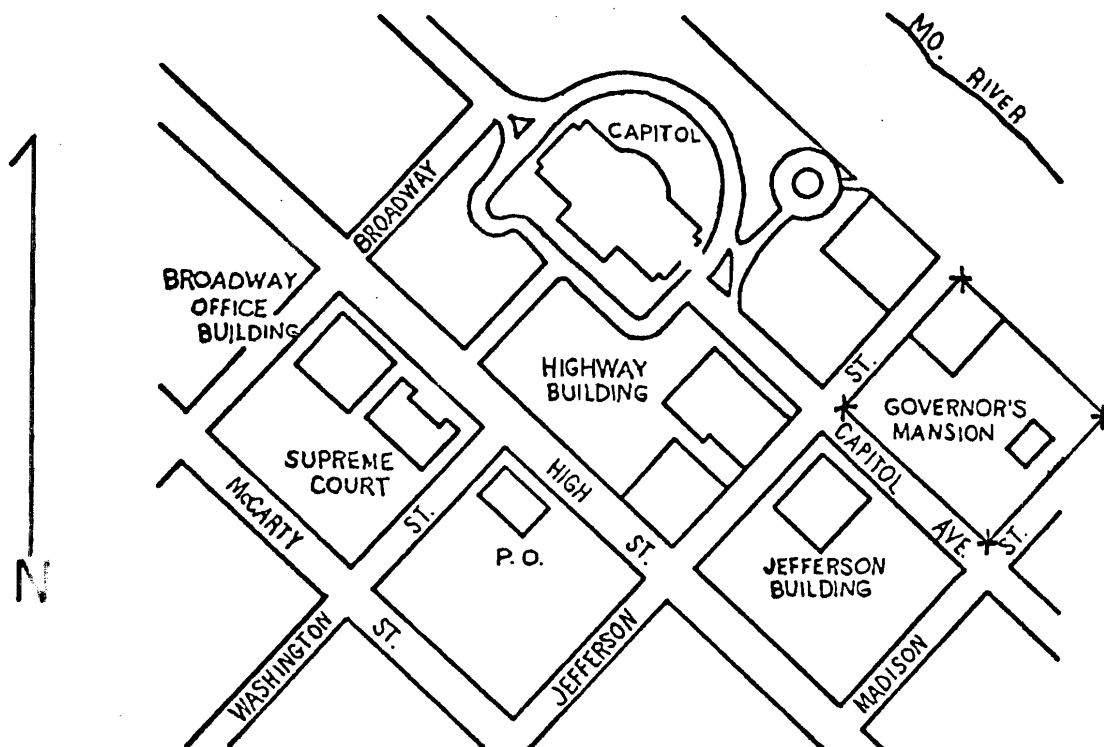 MO.
RIVER
CAPITOL
BROADWAY
BROADWAY
OFFICE
BUILDING
HIGHWAY
BUILDING
ST.
GOVERNOR'S
MANSION
CAPITOL
AVE.
ST.
SUPREME
COURT
McCARTY
ST.
ST.
HIGH
ST.
P.O.
JEFFERSON
BUILDING
N
WASHINGTON
JEFFERSON
MADISON